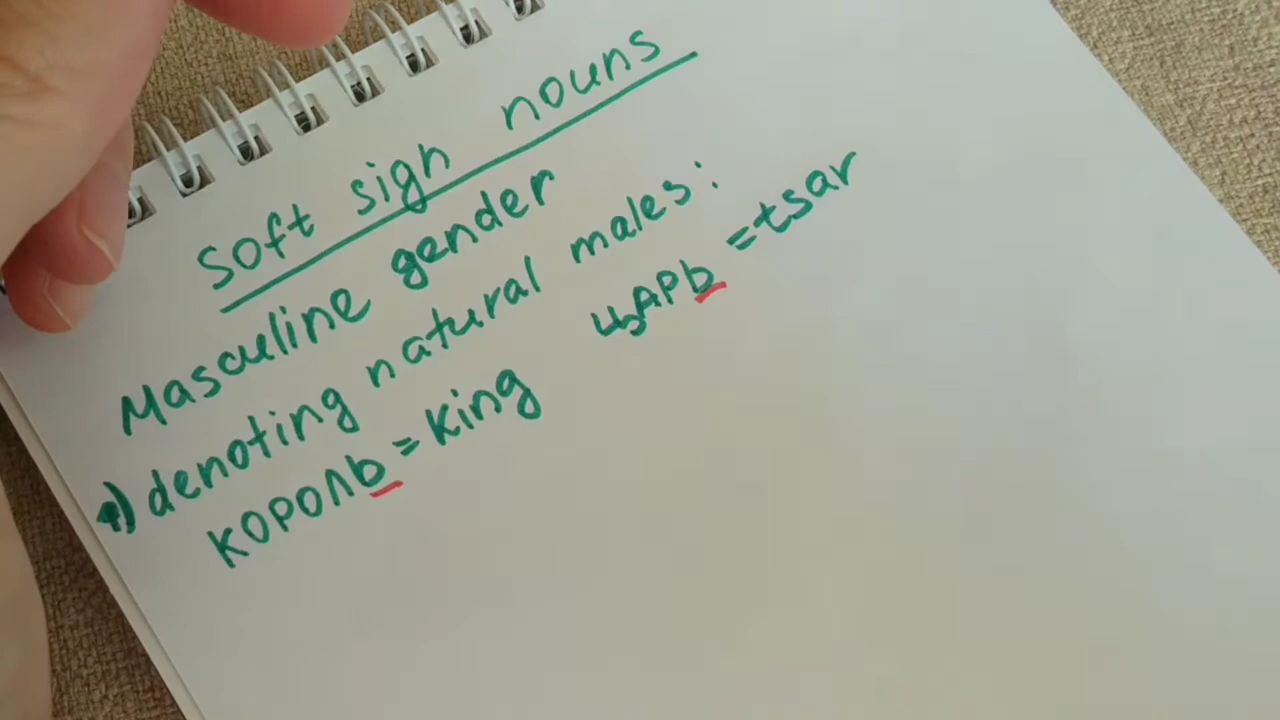 Soft sign nouns
Masculine gender
1) denoting natural males:
король = King царь = tsar